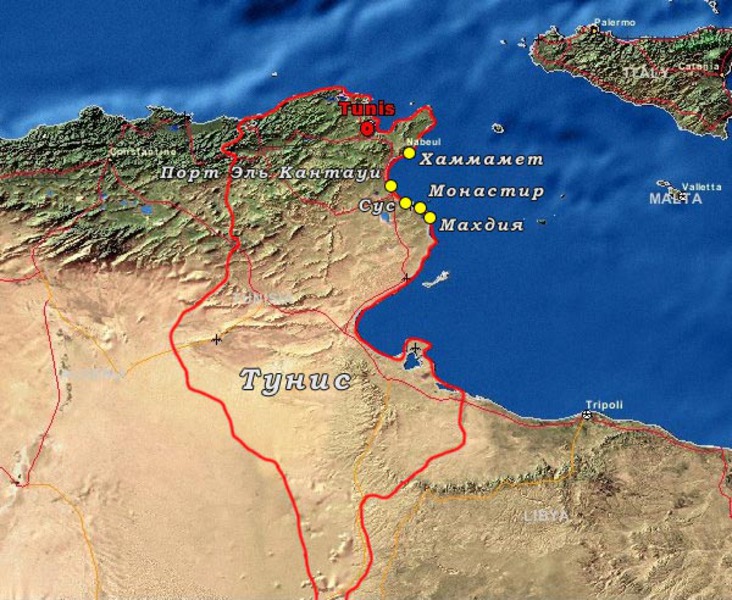 Palermo
ITALY
Catania
Tunis
Constantine
Nabeul
Хаммамет
Порт Эль Кантауи
Монастир
Valletta
MALTA
Сус
Махдия
TUNISIA
Тунис
Tripoli
LIBYA